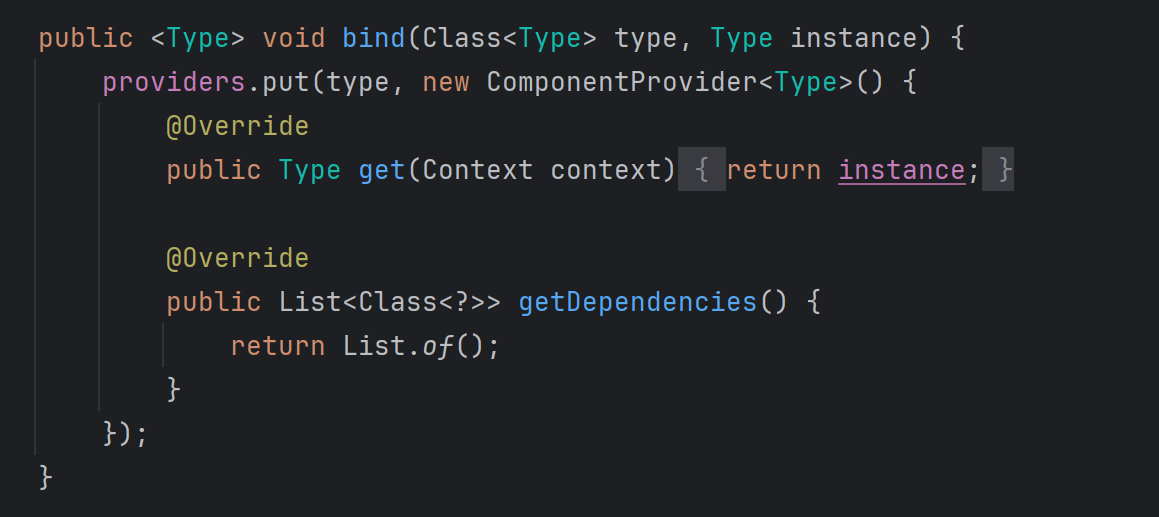 public <Type> void bind(Class<Type> type, Type instance) {
    providers.put(type, new ComponentProvider<Type>() {
        @Override
        public Type get(Context context) { return instance; }
        @Override
        public List<Class<?>> getDependencies() {
            return List.of();
        }
    });
}